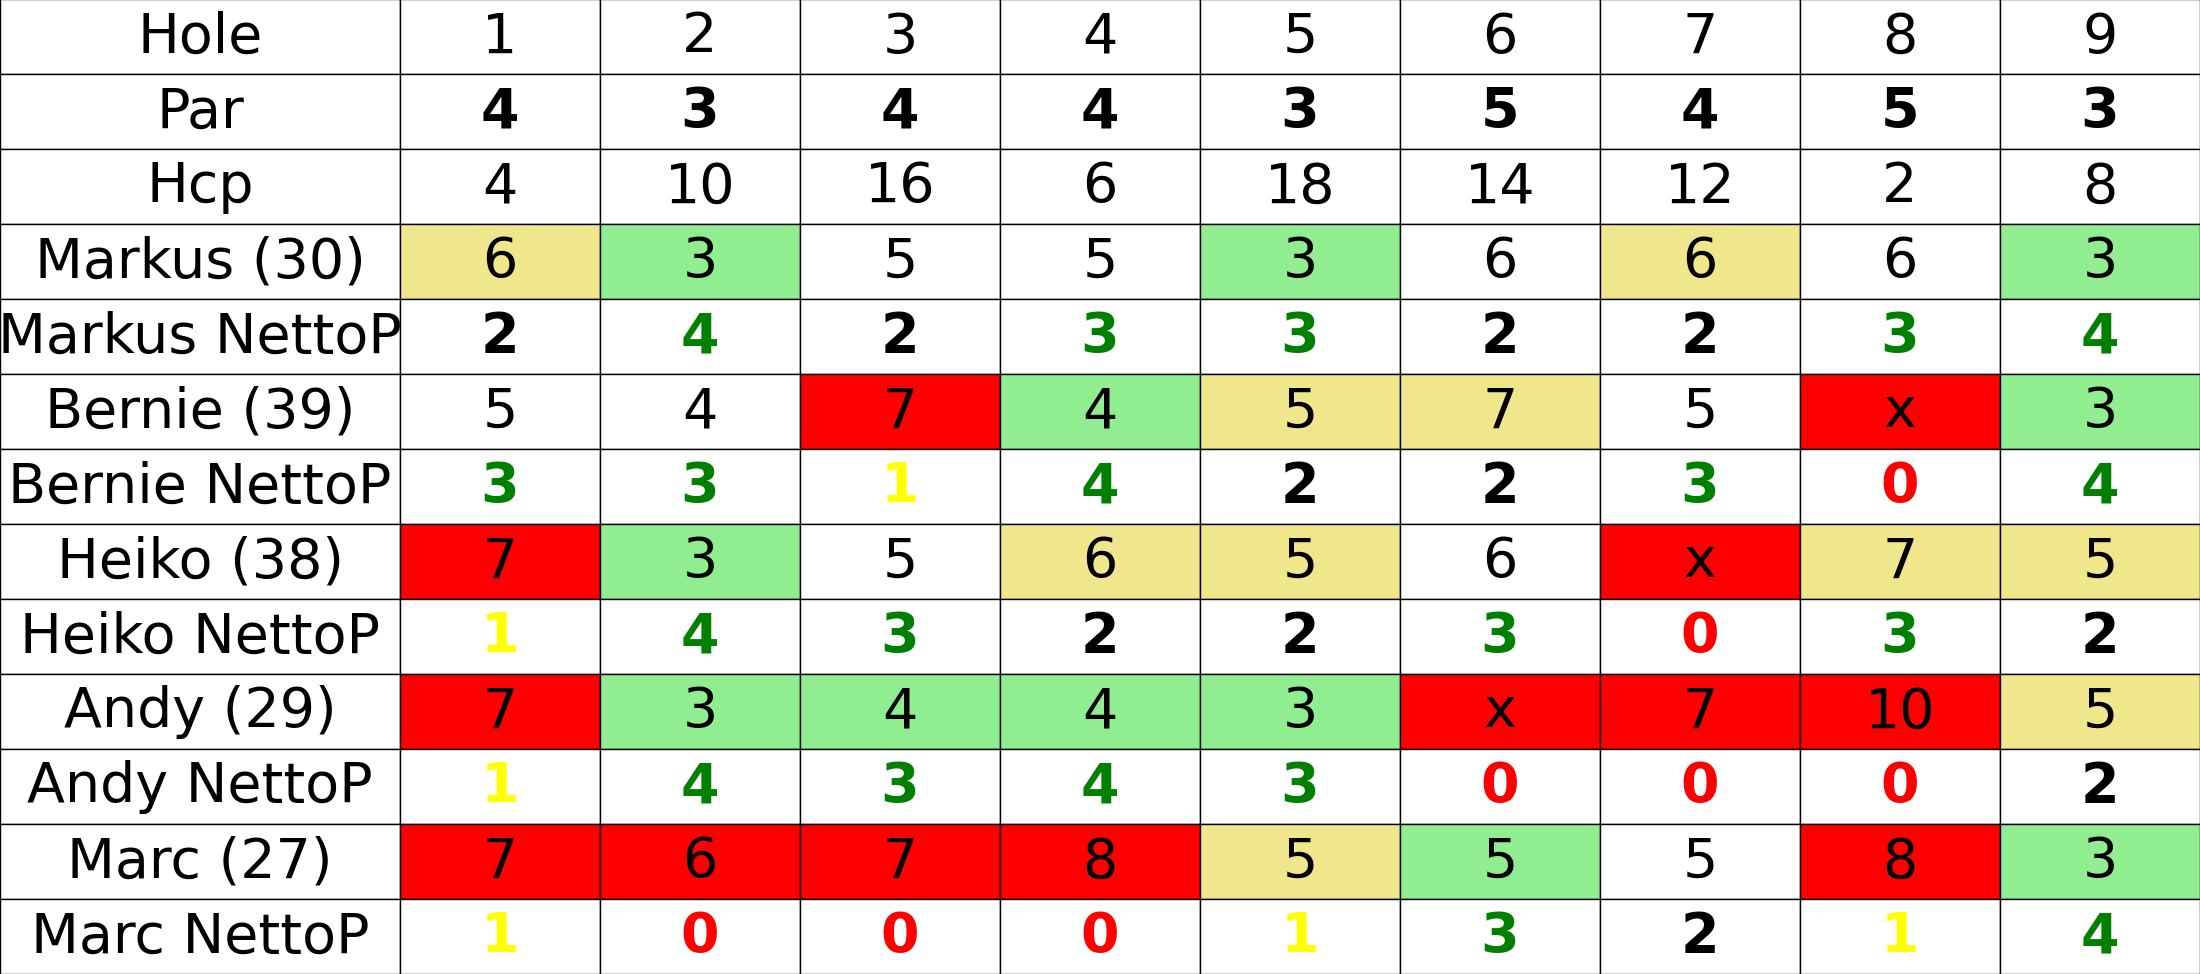 Hole 1 2 3 4 5 6 7 8 9
Par 4 3 4 4 3 5 4 5 3
Hcp 4 10 16 6 18 14 12 2 8
Markus (30) 6 3 5 5 3 6 6 6 3
Markus NettoP 2 4 2 3 3 2 2 3 4
Bernie (39) 5 4 7 4 5 7 5 x 3
Bernie NettoP 3 3 1 4 2 2 3 0 4
Heiko (38) 7 3 5 6 5 6 x 7 5
Heiko NettoP 1 4 3 2 2 3 0 3 2
Andy (29) 7 3 4 4 3 x 7 10 5
Andy NettoP 1 4 3 4 3 0 0 0 2
Marc (27) 7 6 7 8 5 5 5 8 3
Marc NettoP 1 0 0 0 1 3 2 1 4